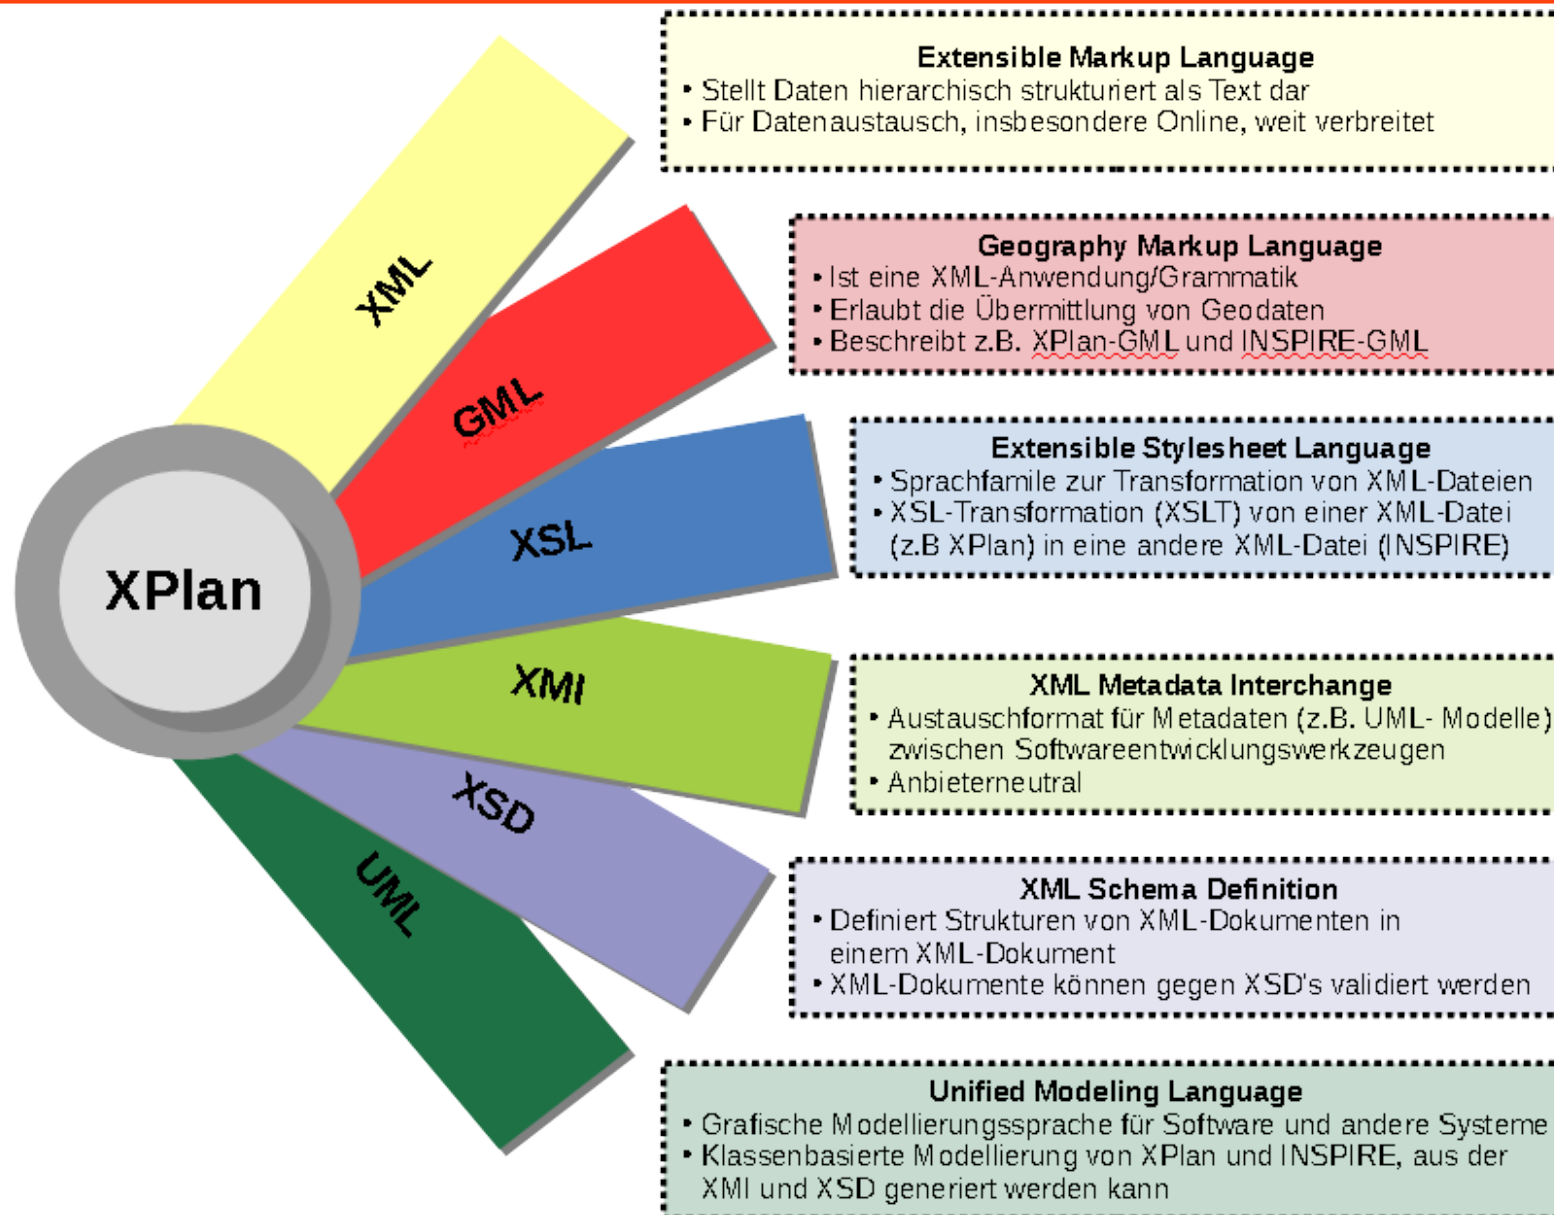 Extensible Markup Language
• Stellt Daten hierarchisch strukturiert als Text dar
• Für Datenaustausch, insbesondere Online, weit verbreitet
XML
Geography Markup Language
• Ist eine XML-Anwendung/Grammatik
• Erlaubt die Übermittlung von Geodaten
• Beschreibt z.B. XPlan-GML und INSPIRE-GML
GML
Extensible Stylesheet Language
• Sprachfamile zur Transformation von XML-Dateien
• XSL-Transformation (XSLT) von einer XML-Datei
(z.B XPlan) in eine andere XML-Datei (INSPIRE)
XSL
XPlan
XML Metadata Interchange
• Austauschformat für Metadaten (z.B. UML- Modelle)
zwischen Softwareentwicklungswerkzeugen
• Anbieterneutral
XMI
XML Schema Definition
• Definiert Strukturen von XML-Dokumenten in
einem XML-Dokument
• XML-Dokumente können gegen XSD's validiert werden
XSD
UML
Unified Modeling Language
• Grafische Modellierungssprache für Software und andere Systeme
• Klassenbasierte Modellierung von XPlan und INSPIRE, aus der
XMI und XSD generiert werden kann